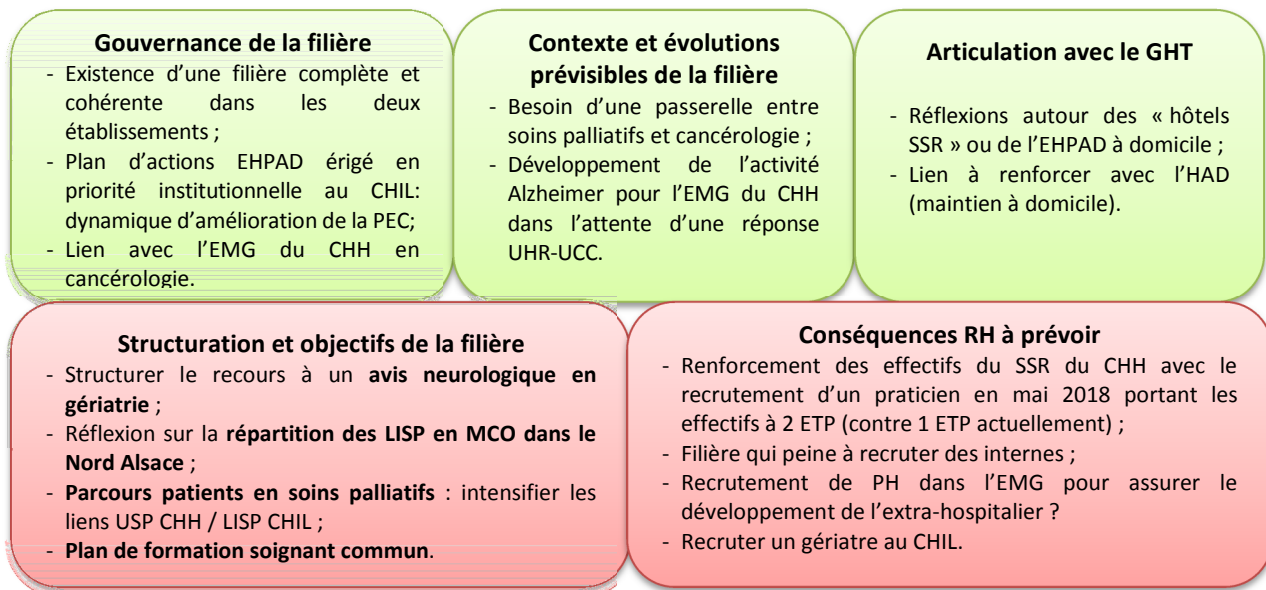 Gouvernance de la filière
- Existence d'une filière complète et
cohérente dans les deux
établissements ;
- Plan d'actions EHPAD érigé en
priorité institutionnelle au CHIL:
dynamique d'amélioration de la PEC;
- Lien avec l'EMG du CHH en
cancérologie.
Contexte et évolutions
prévisibles de la filière
- Besoin d'une passerelle entre
soins palliatifs et cancérologie ;
- Développement de l'activité
Alzheimer pour l'EMG du CHH
dans l'attente d'une réponse
UHR-UCC.
Articulation avec le GHT
- Réflexions autour des « hôtels
SSR » ou de l'EHPAD à domicile ;
- Lien à renforcer avec l'HAD
(maintien à domicile).
Structuration et objectifs de la filière
- Structurer le recours à un avis neurologique en
gériatrie ;
- Réflexion sur la répartition des LISP en MCO dans le
Nord Alsace ;
- Parcours patients en soins palliatifs : intensifier les
liens USP CHH / LISP CHIL ;
- Plan de formation soignant commun.
Conséquences RH à prévoir
- Renforcement des effectifs du SSR du CHH avec le
recrutement d'un praticien en mai 2018 portant les
effectifs à 2 ETP (contre 1 ETP actuellement) ;
- Filière qui peine à recruter des internes ;
- Recrutement de PH dans l'EMG pour assurer le
développement de l'extra-hospitalier ?
- Recruter un gériatre au CHIL.